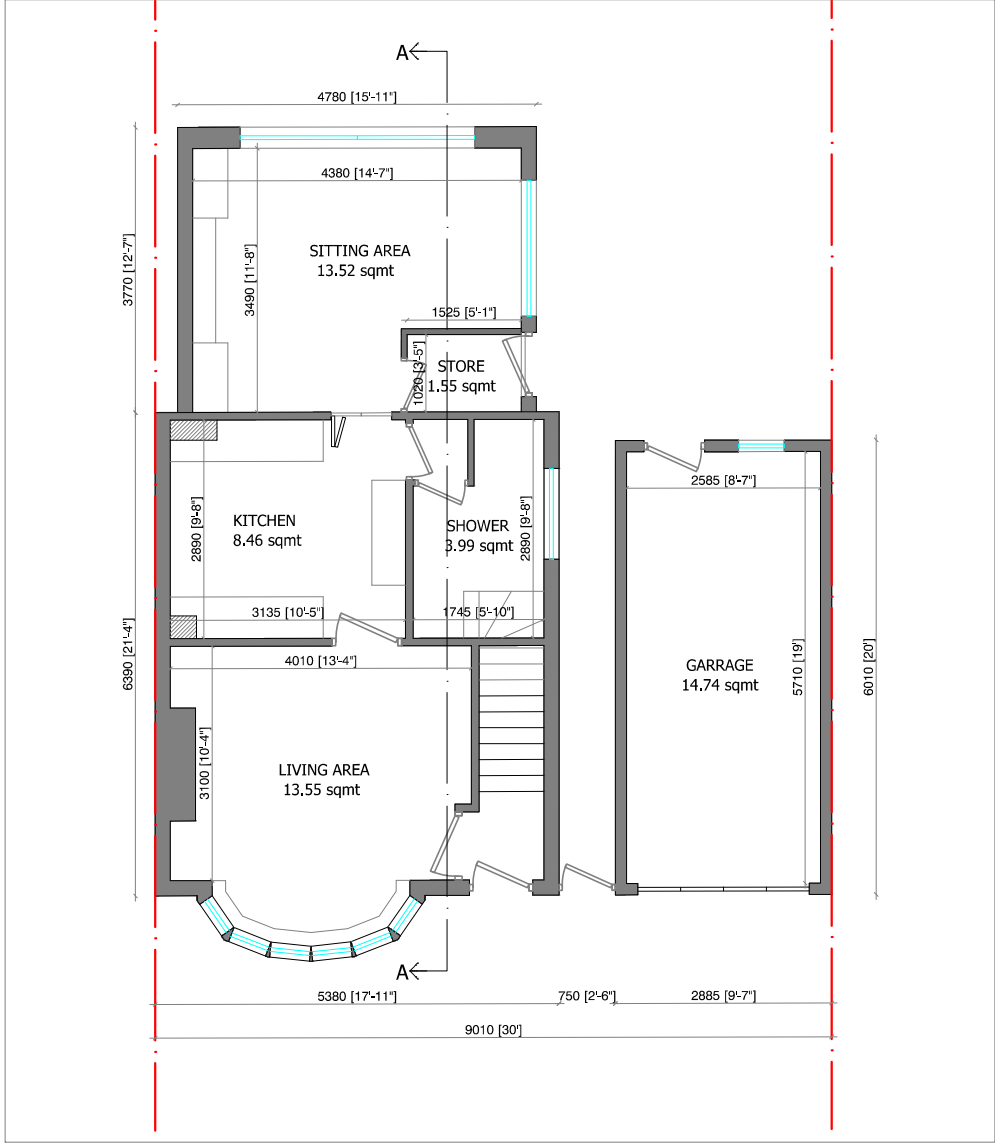 A
4780 [15'-11"]
4380 [14'-7"]
3770 [12'-7"]
3490 [11'-8"]
SITTING AREA
13.52 sqmt
1525 [5'-1"]
1020 [3'-5"]
STORE
1.55 sqmt
2585 [8'-7"]
2890 [9'-8"]
KITCHEN
8.46 sqmt
SHOWER
3.99 sqmt
2890 [9'-8"]
3135 [10'-5"]
1745 [5'-10"]
6390 [21'-4"]
4010 [13'-4"]
GARRAGE
14.74 sqmt
5710 [19']
6010 [20']
3100 [10'-4"]
LIVING AREA
13.55 sqmt
A
5380 [17'-11"]
750 [2'-6"]
2885 [9'-7"]
9010 [30']